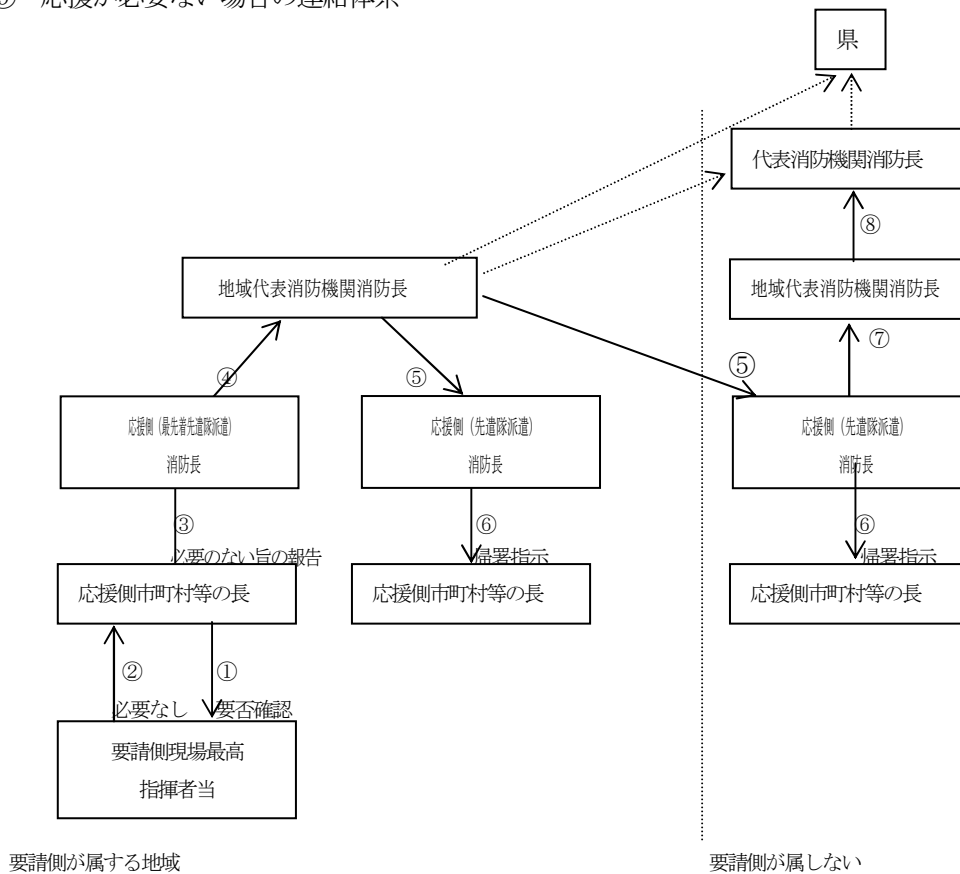 応援が必要ない場合の連絡体系
県
代表消防機関消防長
⑧
地域代表消防機関消防長
地域代表消防機関消防長
⑦
④
⑤
⑤
応援側（最先着先遣隊派遣）
消防長
応援側（先遣隊派遣）
消防長
応援側（先遣隊派遣）
消防長
③
必要のない旨の報告
⑥
帰署指示
⑥
帰署指示
応援側市町村等の長
応援側市町村等の長
応援側市町村等の長
②
必要なし
①
要否確認
要請側現場最高
指揮者当
要請側が属する地域
要請側が属しない